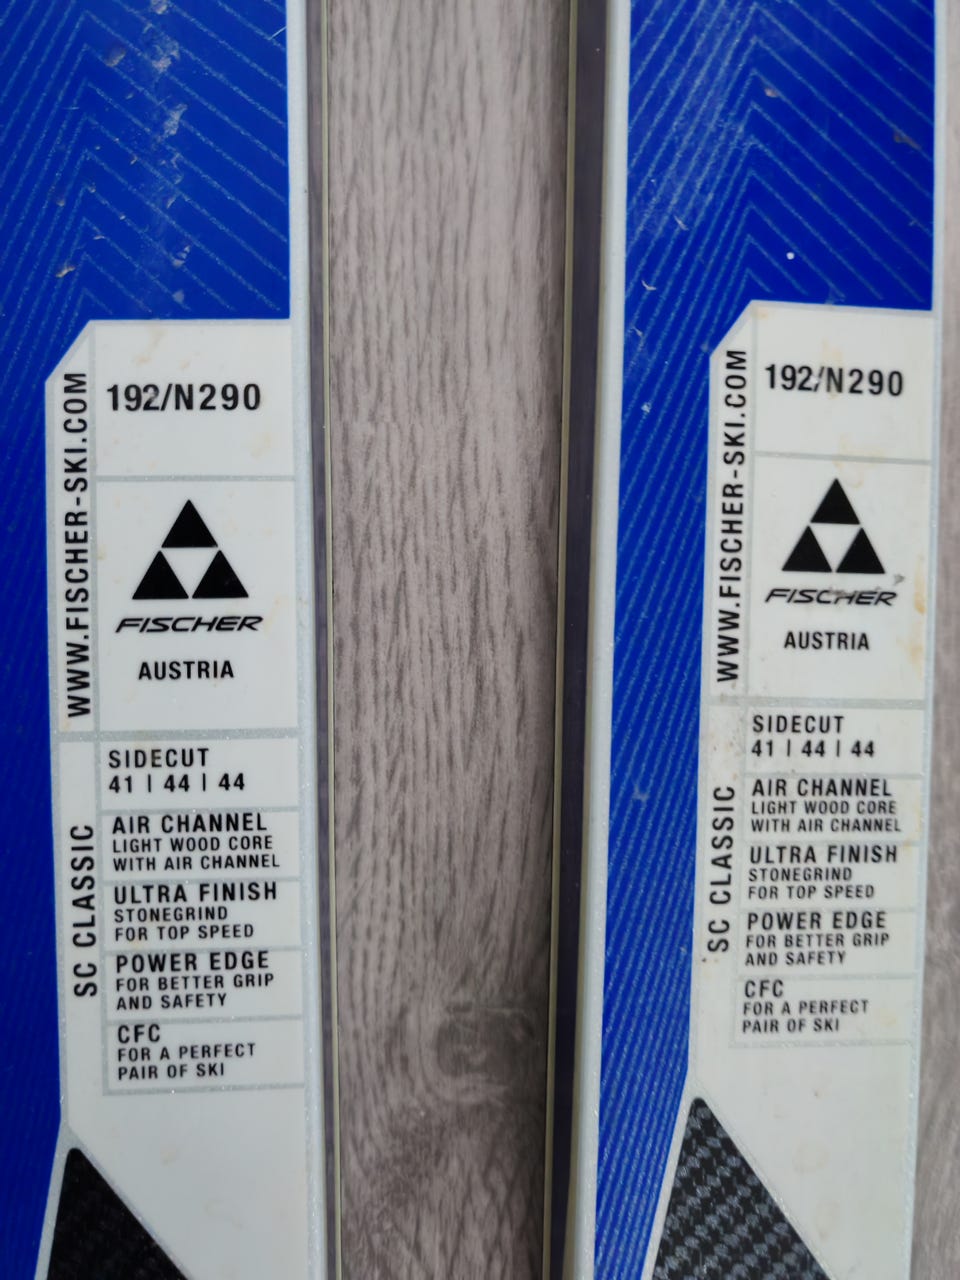 WWW.FISCHER-SKI.COM
192/N290
FISCHER
AUSTRIA
SC CLASSIC
SIDECUT
41 | 44 | 44
AIR CHANNEL
LIGHT WOOD CORE
WITH AIR CHANNEL
ULTRA FINISH
STONEGRIND
FOR TOP SPEED
POWER EDGE
FOR BETTER GRIP
AND SAFETY
CFC
FOR A PERFECT
PAIR OF SKI
WWW.FISCHER-SKI.COM
192/N290
FISCHER
AUSTRIA
SC CLASSIC
SIDECUT
41 | 44 | 44
AIR CHANNEL
LIGHT WOOD CORE
WITH AIR CHANNEL
ULTRA FINISH
STONEGRIND
FOR TOP SPEED
POWER EDGE
FOR BETTER GRIP
AND SAFETY
CFC
FOR A PERFECT
PAIR OF SKI